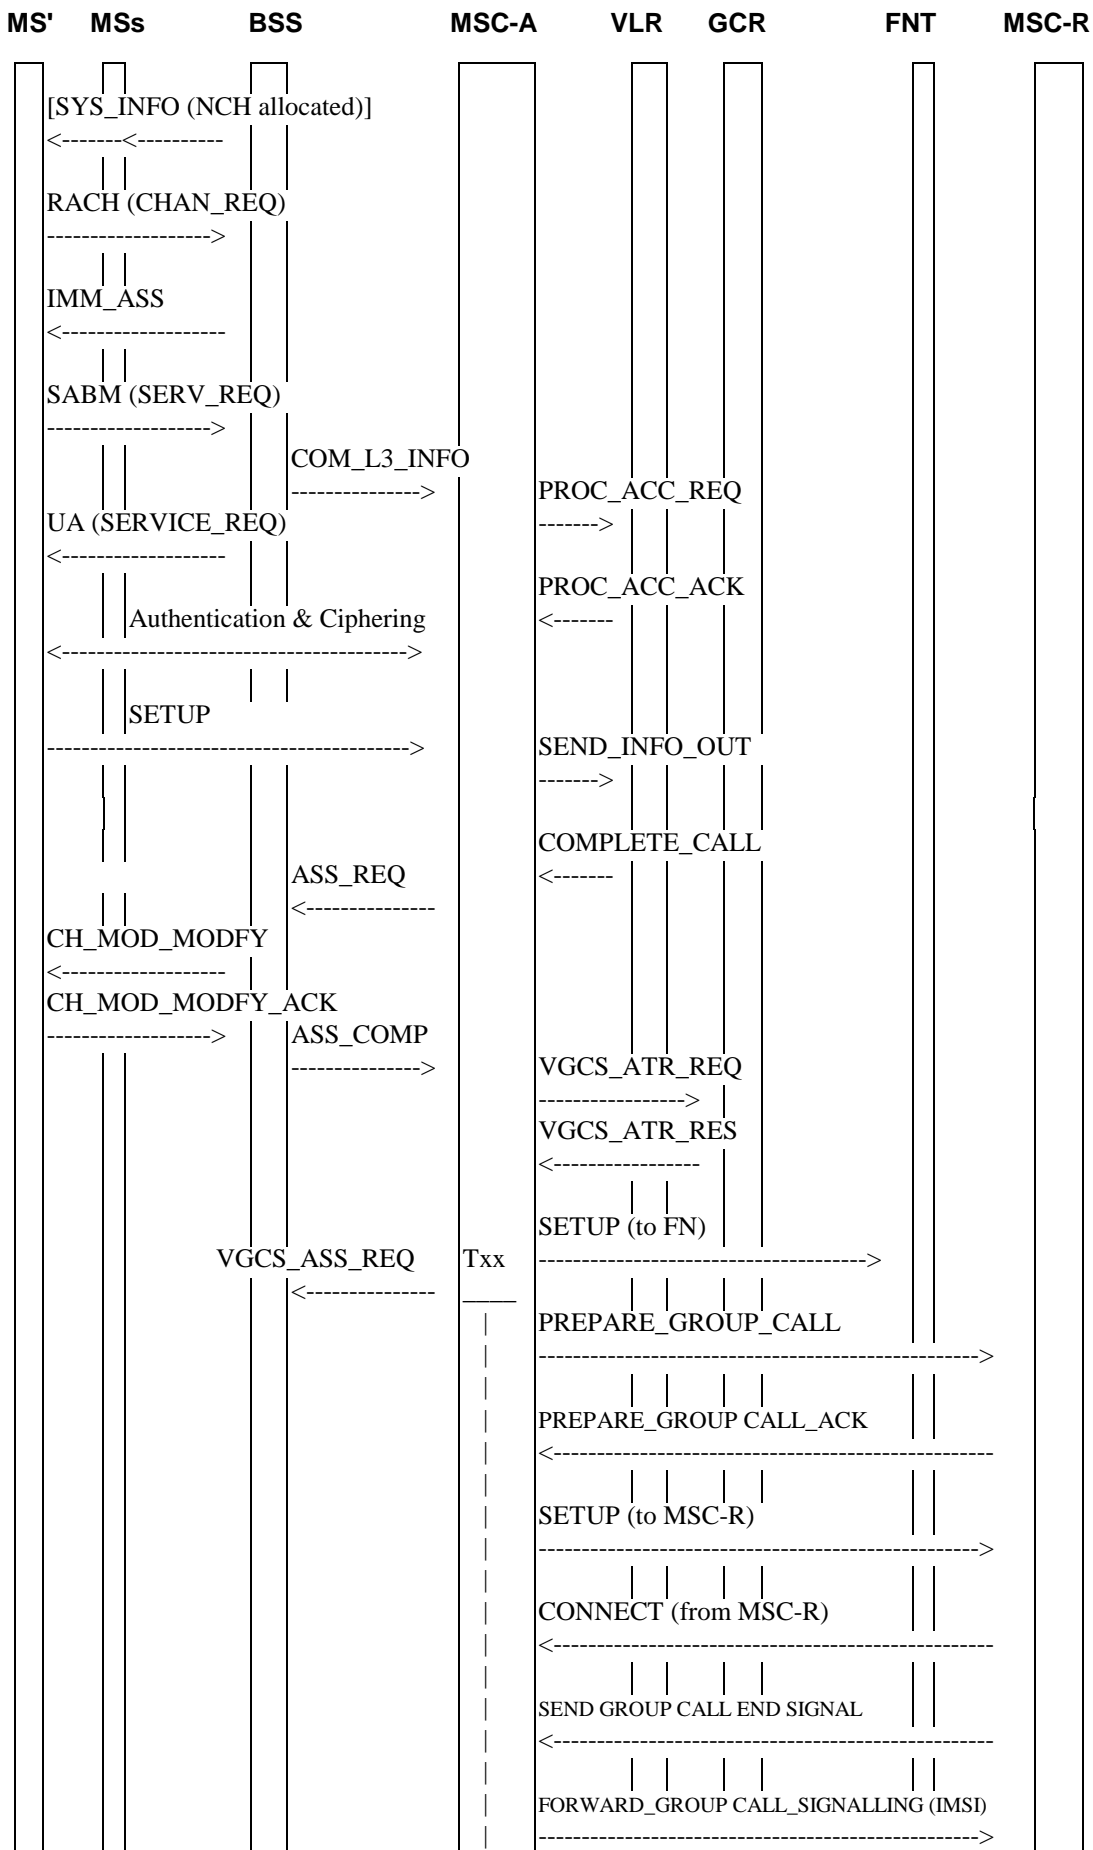 MS' MSs BSS MSC-A VLR GCR FNT MSC-R
[SYS_INFO (NCH allocated)]
<-------<----------
RACH (CHAN_REQ)
------------------->
IMM_ASS
<-------------------
SABM (SERV_REQ)
------------------->
COM_L3_INFO
--------------->
PROC_ACC_REQ
------->
UA (SERVICE_REQ)
<-------------------
PROC_ACC_ACK
<-------
Authentication & Ciphering
<---------------------------------------->
SETUP
------------------------------------------>
SEND_INFO_OUT
------->
COMPLETE_CALL
<-------
ASS_REQ
<---------------
CH_MOD_MODFY
<-------------------
CH_MOD_MODFY_ACK
------------------->
ASS_COMP
--------------->
VGCS_ATR_REQ
----------------->
VGCS_ATR_RES
<-----------------
SETUP (to FN)
-------------------------------------->
VGCS_ASS_REQ Txx
<--------------- ____
PREPARE_GROUP_CALL
--------------------------------------------------->
PREPARE_GROUP CALL_ACK
<---------------------------------------------------
SETUP (to MSC-R)
--------------------------------------------------->
CONNECT (from MSC-R)
<---------------------------------------------------
SEND GROUP CALL END SIGNAL
<---------------------------------------------------
FORWARD_GROUP CALL_SIGNALLING (IMSI)
--------------------------------------------------->